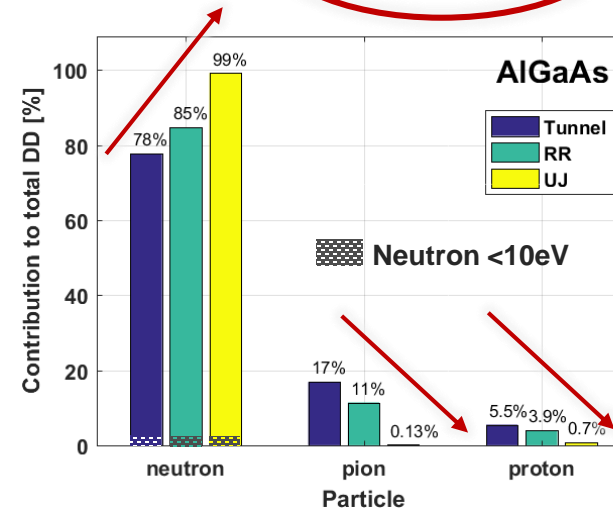 AlGaAs
Tunnel
RR
UJ
Contribution to total DD [%]
100
80
60
40
20
0
78%
85%
99%
Neutron <10eV
17%
11%
0.13%
5.5%
3.9%
0.7%
neutron
pion
proton
Particle